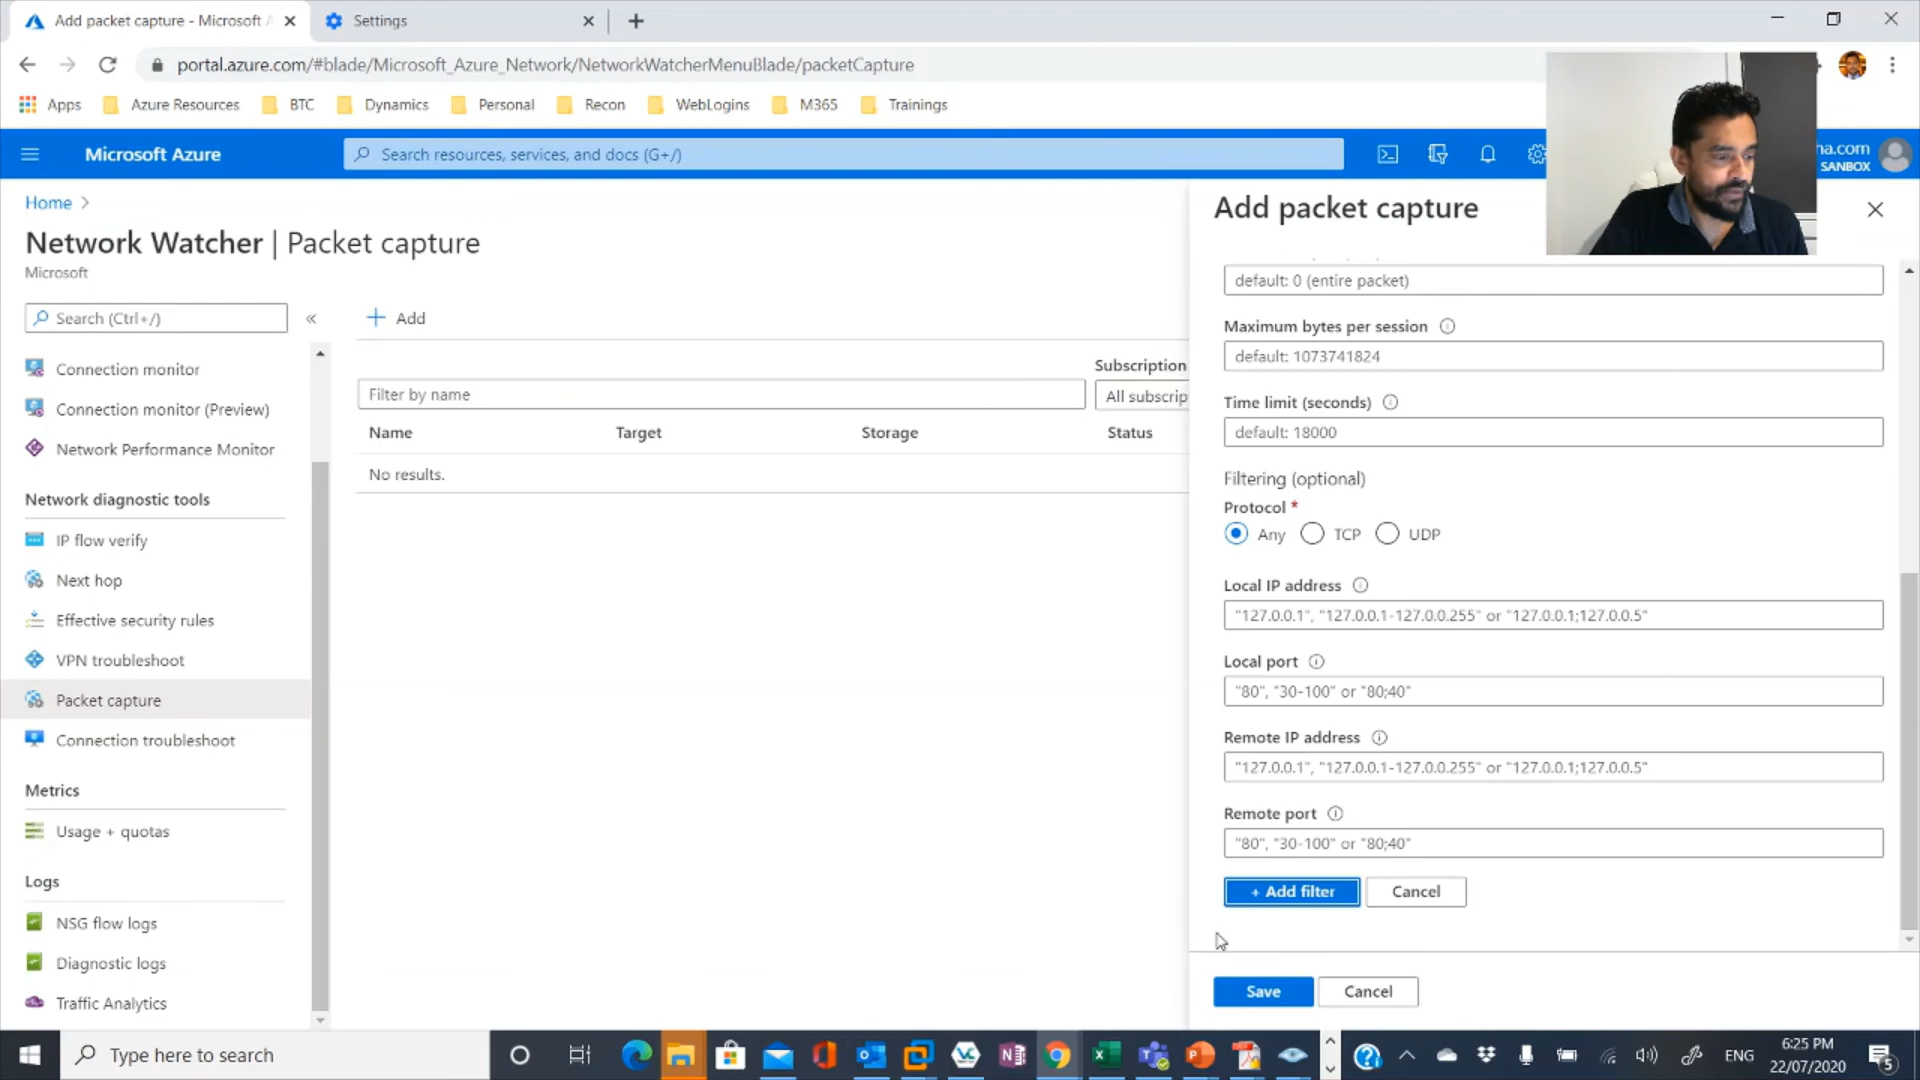 Add packet capture - Microsoft A
Settings
portal.azure.com/#blade/Microsoft_Azure_Network/NetworkWatcherMenuBlade/packetCapture
Apps
Azure Resources
BTC
Dynamics
Personal
Recon
WebLogins
M365
Trainings
Microsoft Azure
Search resources, services, and docs (G+/)
ha.com
SANBOX
Home >
Network Watcher | Packet capture
Microsoft
Search (Ctrl+/)
«
Connection monitor
Connection monitor (Preview)
Network Performance Monitor
Network diagnostic tools
IP flow verify
Next hop
Effective security rules
VPN troubleshoot
Packet capture
Connection troubleshoot
Metrics
Usage + quotas
Logs
NSG flow logs
Diagnostic logs
Traffic Analytics
+ Add
Subscription
Filter by name
All subscrip
Name Target Storage Status
No results.
Add packet capture
default: 0 (entire packet)
Maximum bytes per session
default: 1073741824
Time limit (seconds)
default: 18000
Filtering (optional)
Protocol *
Any TCP UDP
Local IP address
"127.0.0.1", "127.0.0.1-127.0.0.255" or "127.0.0.1;127.0.0.5"
Local port
"80", "30-100" or "80;40"
Remote IP address
"127.0.0.1", "127.0.0.1-127.0.0.255" or "127.0.0.1;127.0.0.5"
Remote port
"80", "30-100" or "80;40"
+ Add filter
Cancel
Save
Cancel
Type here to search
ENG
6:25 PM
22/07/2020
5